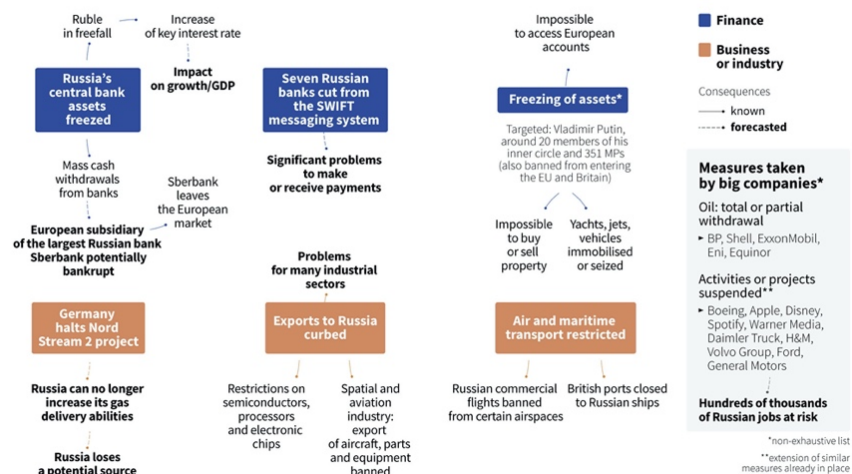 Ruble
in freefall
Increase
of key interest rate
Impact
on growth/GDP
Russia's
central bank
assets
freezed
Mass cash
withdrawals
from banks
Sberbank
leaves
the European
market
European subsidiary
of the largest Russian bank
Sberbank potentially
bankrupt
Seven Russian
banks cut from
the SWIFT
messaging system
Significant problems
to make
or receive payments
Impossible
to access European
accounts
Freezing of assets*
Targeted: Vladimir Putin,
around 20 members of his
inner circle and 351 MPs
(also banned from entering
the EU and Britain)
Impossible
to buy
or sell
property
Yachts, jets,
vehicles
immobilised
or seized
Germany
halts Nord
Stream 2 project
Russia can no longer
increase its gas
delivery abilities
Russia loses
a potential source
Problems
for many industrial
sectors
Exports to Russia
curbed
Restrictions on
semiconductors,
processors
and electronic
chips
Spatial and
aviation
industry:
export
of aircraft, parts
and equipment
banned
Air and maritime
transport restricted
Russian commercial
flights banned
from certain airspaces
British ports closed
to Russian ships
Finance
Business
or industry
Consequences
known
forecasted
Measures taken
by big companies*
Oil: total or partial
withdrawal
BP, Shell, ExxonMobil,
Eni, Equinor
Activities or projects
suspended**
Boeing, Apple, Disney,
Spotify, Warner Media,
Daimler Truck, H&M,
Volvo Group, Ford,
General Motors
Hundreds of thousands
of Russian jobs at risk
*non-exhaustive list
**extension of similar
measures already in place